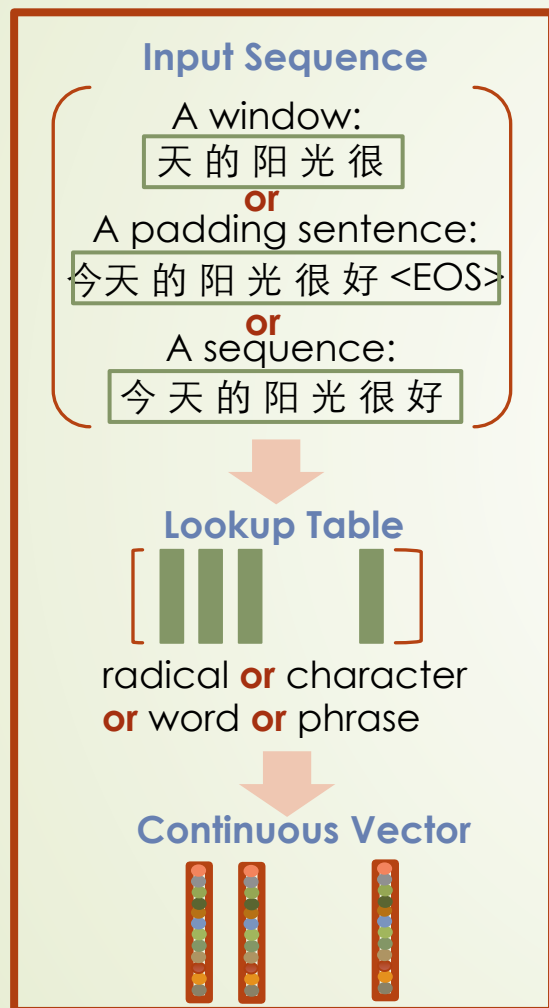 Input Sequence
A window:
天 的 阳 光 很
or
A padding sentence:
今天 的 阳 光 很 好 <EOS>
or
A sequence:
今 天 的 阳 光 很 好
Lookup Table
radical or character
or word or phrase
Continuous Vector